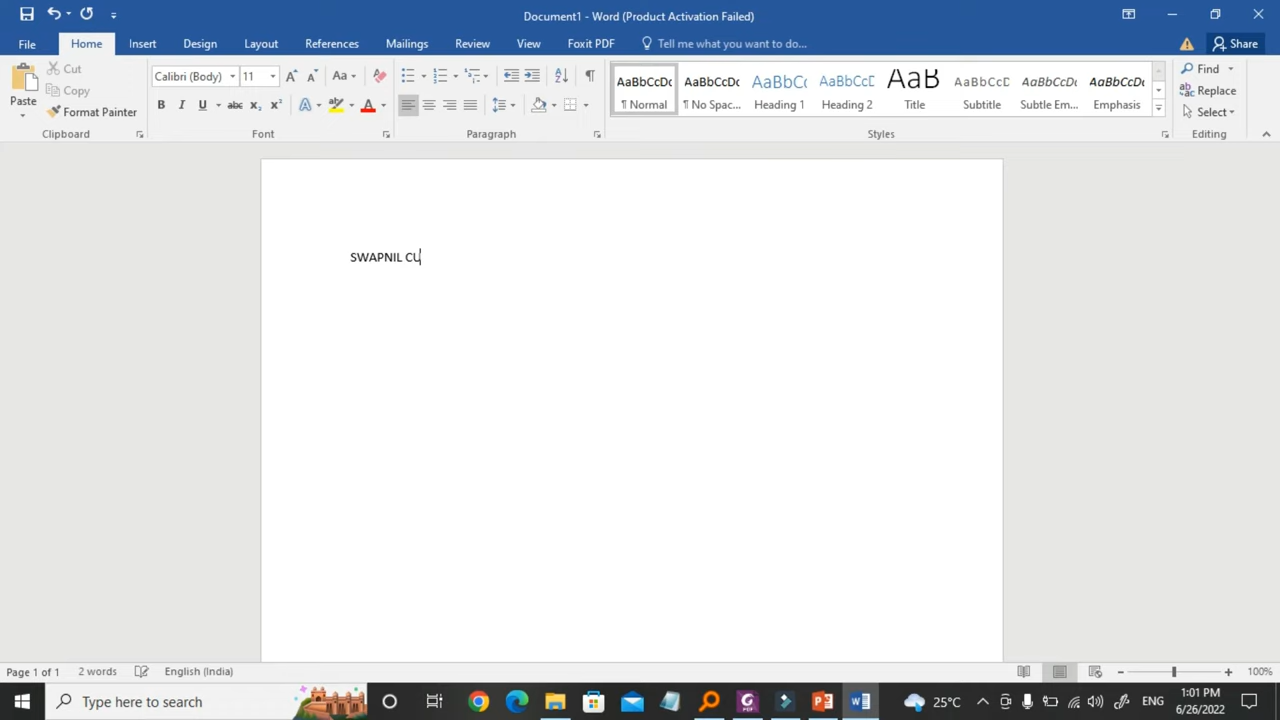 Document1 - Word (Product Activation Failed)
File Home Insert Design Layout References Mailings Review View Foxit PDF Tell me what you want to do... Share
Paste
Cut
Copy
Format Painter
Clipboard
Calibri (Body) 11
Font
Paragraph
AaBbCcDc AaBbCcDc AaBbCc AaBbCcD AaB AaBbCcD AaBbCcDc AaBbCcDc
¶ Normal ¶ No Spac... Heading 1 Heading 2 Title Subtitle Subtle Em... Emphasis
Styles
Find
Replace
Select
Editing
SWAPNIL CU
Page 1 of 1 2 words English (India) 100%
Type here to search
25°C ENG
1:01 PM
6/26/2022